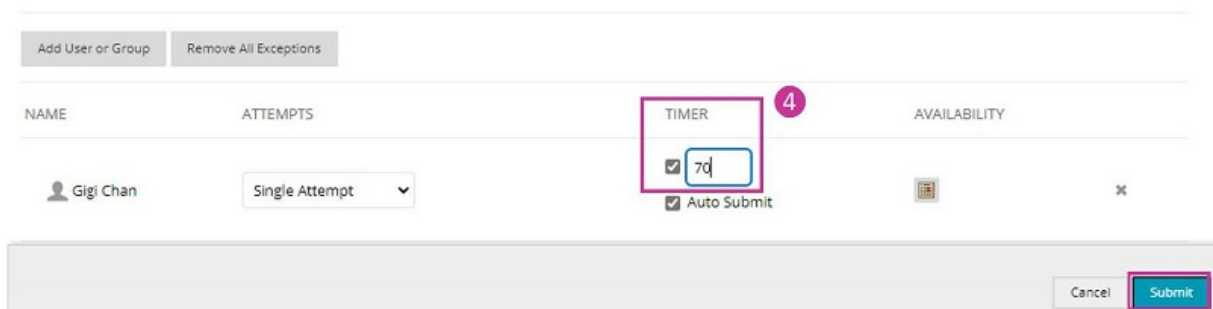 Add User or Group Remove All Exceptions
NAME ATTEMPTS TIMER 4 AVAILABILITY
70
Gigi Chan Single Attempt
Auto Submit
Cancel Submit